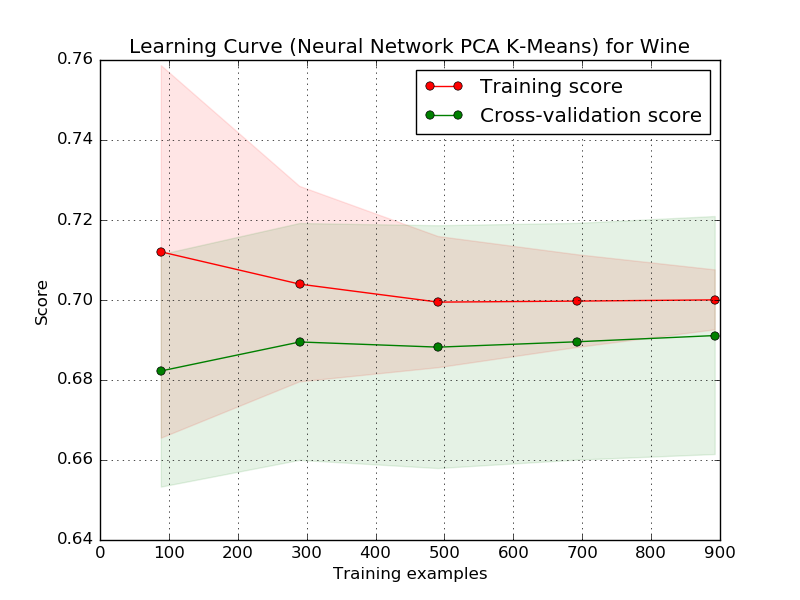 Learning Curve (Neural Network PCA K-Means) for Wine
Training score
Cross-validation score
0.76
0.74
0.72
0.70
0.68
0.66
0.64
Score
0 100 200 300 400 500 600 700 800 900
Training examples